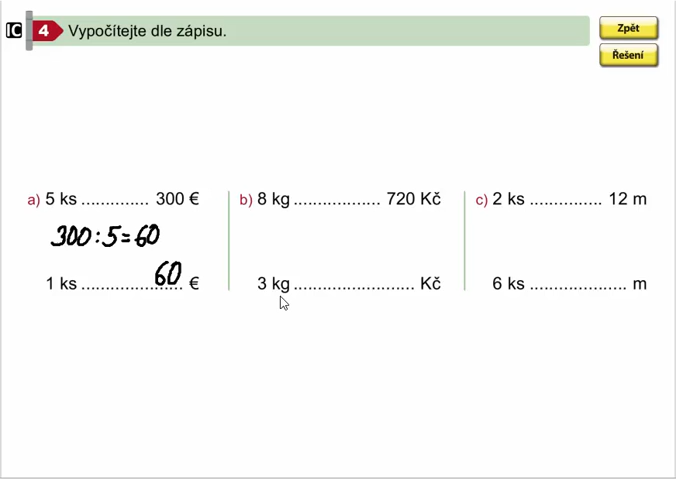 IC 4 Vypočítejte dle zápisu.
Zpět
Řešení
a) 5 ks .............. 300 €
300 : 5 = 60
1 ks ..................... €
60
b) 8 kg .................. 720 Kč
3 kg ......................... Kč
c) 2 ks ............... 12 m
6 ks .................... m